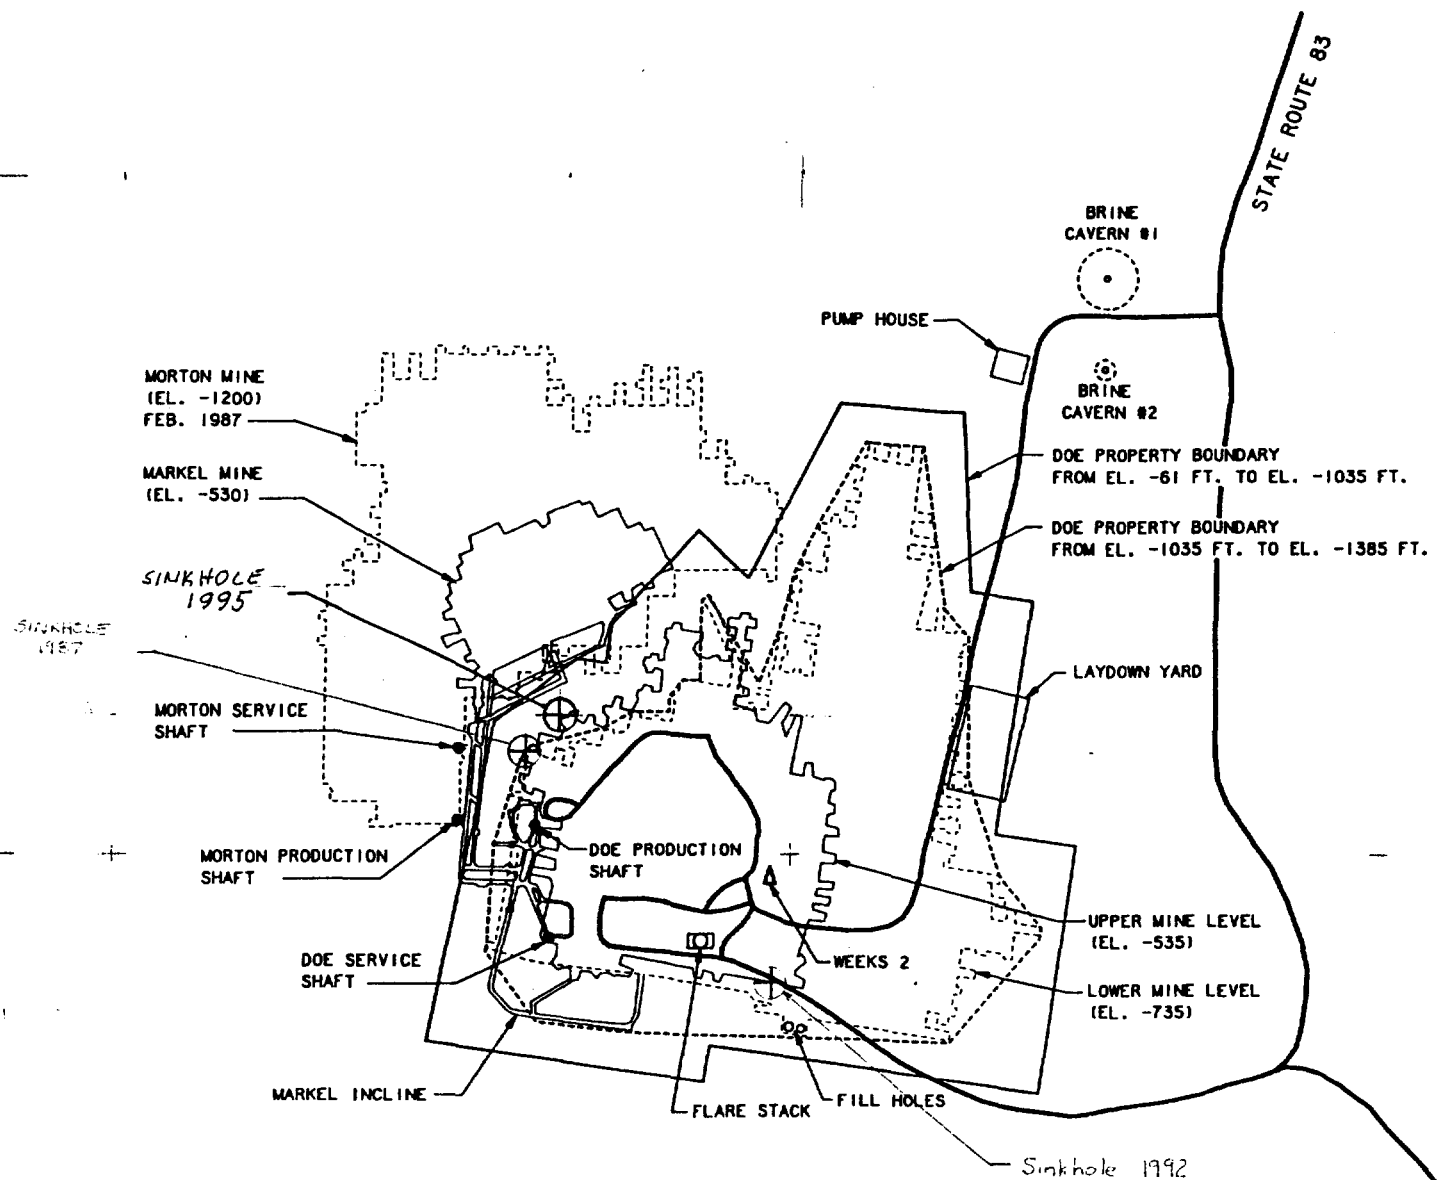 STATE ROUTE 83
BRINE
CAVERN #1
PUMP HOUSE
BRINE
CAVERN #2
MORTON MINE
(EL. -1200)
FEB. 1987
MARKEL MINE
(EL. -530)
DOE PROPERTY BOUNDARY
FROM EL. -61 FT. TO EL. -1035 FT.
DOE PROPERTY BOUNDARY
FROM EL. -1035 FT. TO EL. -1385 FT.
SINKHOLE
1995
SINKHOLE
1987
LAYDOWN YARD
MORTON SERVICE
SHAFT
MORTON PRODUCTION
SHAFT
DOE PRODUCTION
SHAFT
UPPER MINE LEVEL
(EL. -535)
DOE SERVICE
SHAFT
WEEKS 2
LOWER MINE LEVEL
(EL. -735)
MARKEL INCLINE
FLARE STACK
FILL HOLES
Sinkhole 1992